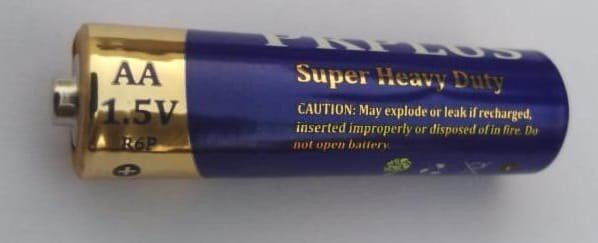 PKPLUS
Super Heavy Duty
CAUTION: May explode or leak if recharged,
inserted improperly or disposed of in fire. Do
not open battery.
AA
1.5V
R6P
+